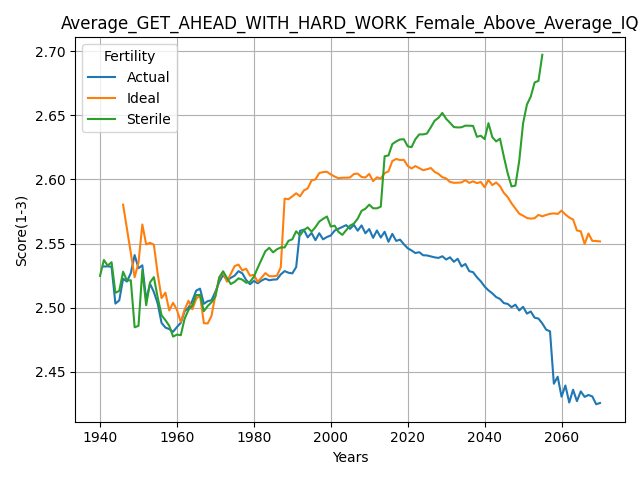 Average_GET_AHEAD_WITH_HARD_WORK_Female_Above_Average_IQ
Fertility
Actual
Ideal
Sterile
Score(1-3)
2.70
2.65
2.60
2.55
2.50
2.45
1940 1960 1980 2000 2020 2040 2060
Years